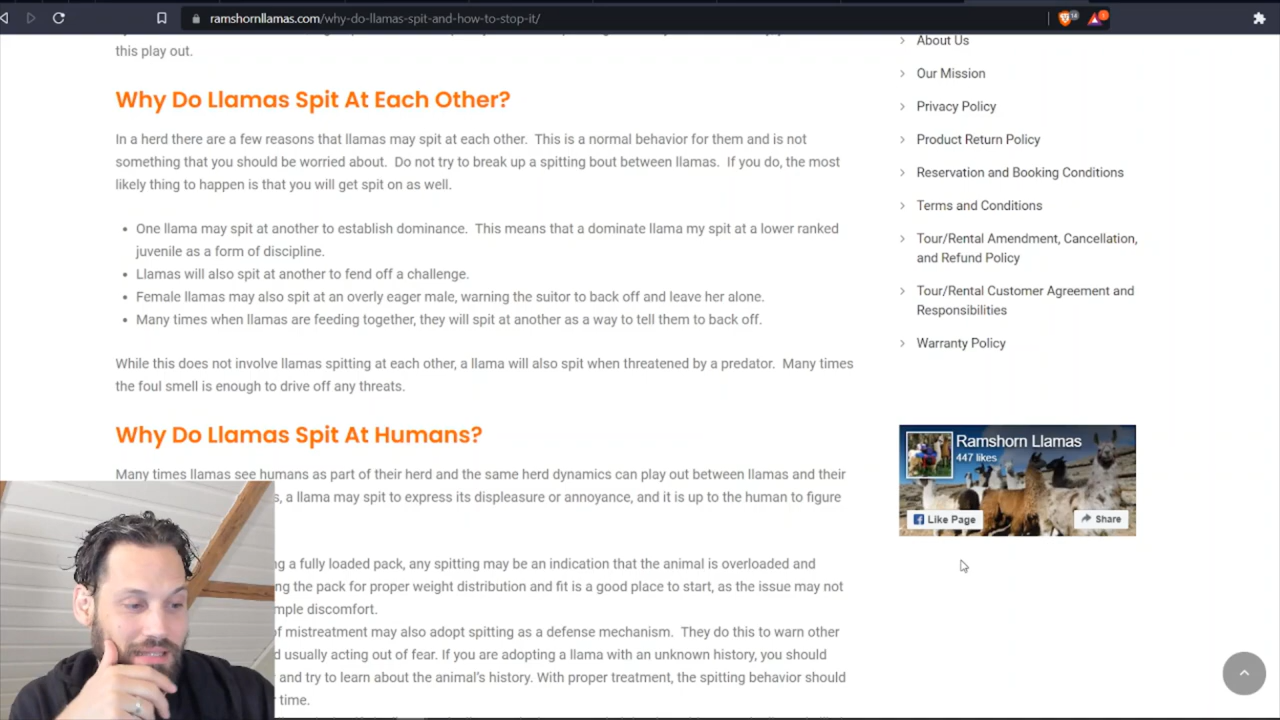 ramshornllamas.com/why-do-llamas-spit-and-how-to-stop-it/
14
1
this play out.
Why Do Llamas Spit At Each Other?
In a herd there are a few reasons that llamas may spit at each other. This is a normal behavior for them and is not
something that you should be worried about. Do not try to break up a spitting bout between llamas. If you do, the most
likely thing to happen is that you will get spit on as well.
One llama may spit at another to establish dominance. This means that a dominate llama my spit at a lower ranked
juvenile as a form of discipline.
Llamas will also spit at another to fend off a challenge.
Female llamas may also spit at an overly eager male, warning the suitor to back off and leave her alone.
Many times when llamas are feeding together, they will spit at another as a way to tell them to back off.
While this does not involve llamas spitting at each other, a llama will also spit when threatened by a predator. Many times
the foul smell is enough to drive off any threats.
Why Do Llamas Spit At Humans?
Many times llamas see humans as part of their herd and the same herd dynamics can play out between llamas and their
a llama may spit to express its displeasure or annoyance, and it is up to the human to figure
a fully loaded pack, any spitting may be an indication that the animal is overloaded and
the pack for proper weight distribution and fit is a good place to start, as the issue may not
discomfort.
of mistreatment may also adopt spitting as a defense mechanism. They do this to warn other
usually acting out of fear. If you are adopting a llama with an unknown history, you should
and try to learn about the animal's history. With proper treatment, the spitting behavior should
time.
About Us
Our Mission
Privacy Policy
Product Return Policy
Reservation and Booking Conditions
Terms and Conditions
Tour/Rental Amendment, Cancellation,
and Refund Policy
Tour/Rental Customer Agreement and
Responsibilities
Warranty Policy
Ramshorn Llamas
447 likes
Like Page
Share